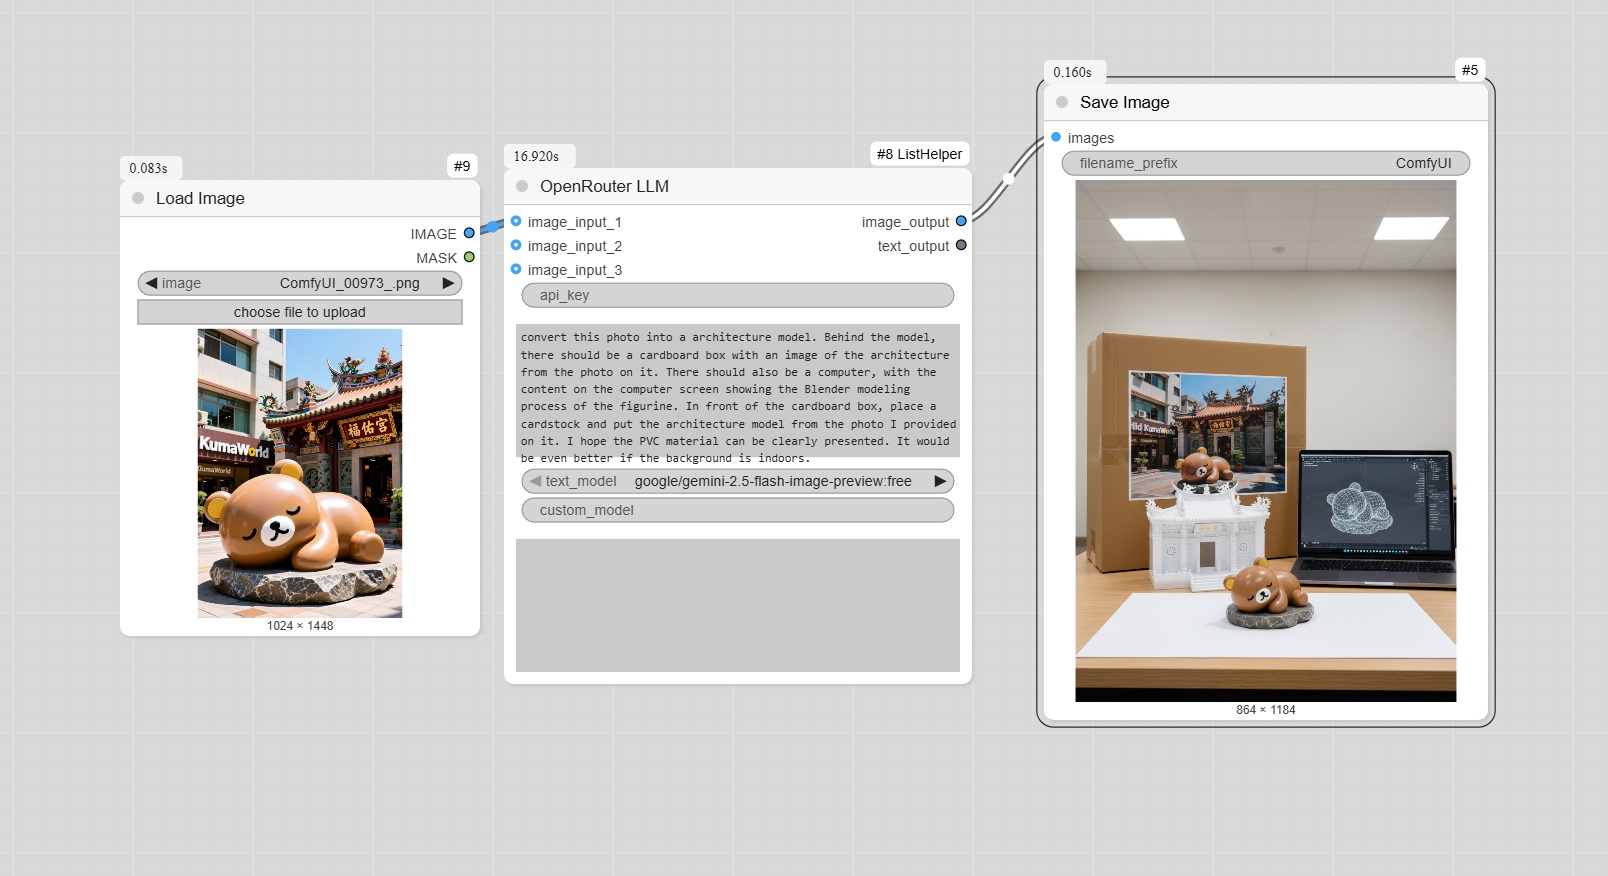 0.083s
#9
Load Image
IMAGE
MASK
image
ComfyUI_00973_.png
choose file to upload
福佑宮
KumaWorld
KumaWorld
1024 × 1448
16.920s
#8 ListHelper
OpenRouter LLM
image_input_1
image_output
image_input_2
text_output
image_input_3
api_key
convert this photo into a architecture model. Behind the model,
there should be a cardboard box with an image of the architecture
from the photo on it. There should also be a computer, with the
content on the computer screen showing the Blender modeling
process of the figurine. In front of the cardboard box, place a
cardstock and put the architecture model from the photo I provided
on it. I hope the PVC material can be clearly presented. It would
be even better if the background is indoors.
text_model
google/gemini-2.5-flash-image-preview:free
custom_model
0.160s
#5
Save Image
images
filename_prefix
ComfyUI
福佑宮
KumaWorld
864 × 1184